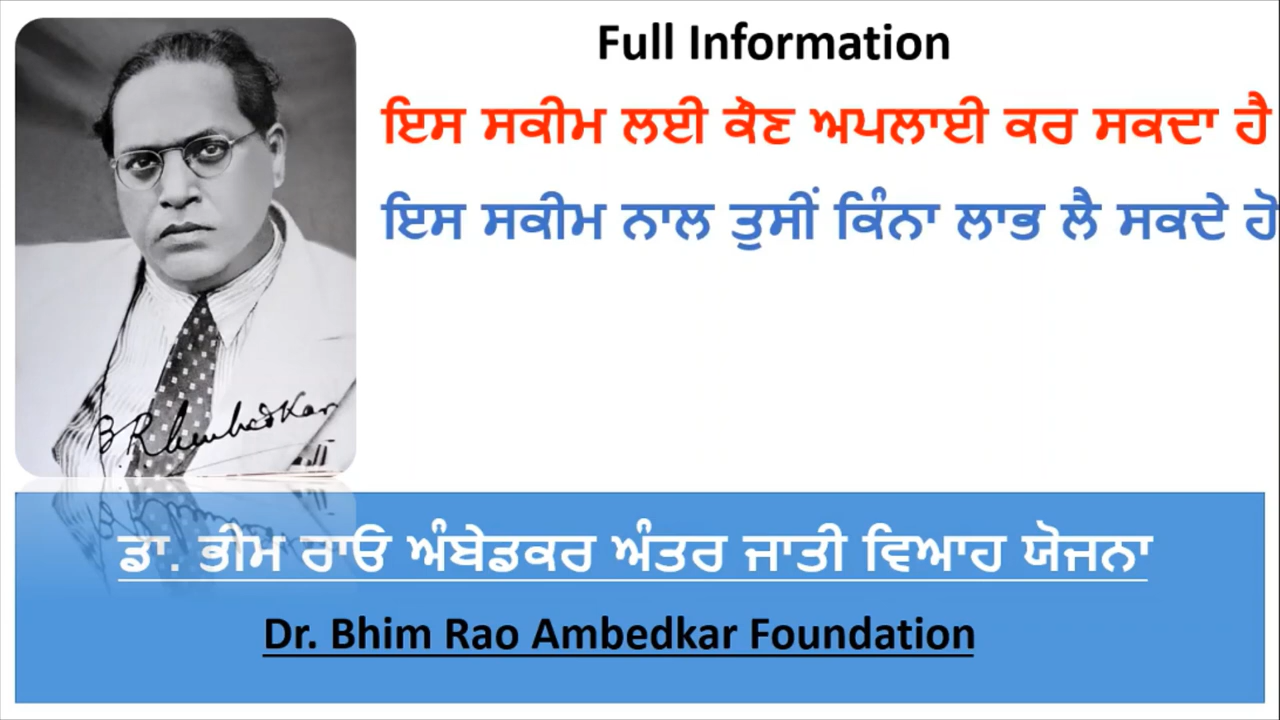 Full Information
ਇਸ ਸਕੀਮ ਲਈ ਕੌਣ ਅਪਲਾਈ ਕਰ ਸਕਦਾ ਹੈ
ਇਸ ਸਕੀਮ ਨਾਲ ਤੁਸੀਂ ਕਿੰਨਾ ਲਾਭ ਲੈ ਸਕਦੇ ਹੋ
B R Ambedkar
ਡਾ. ਭੀਮ ਰਾਓ ਅੰਬੇਡਕਰ ਅੰਤਰ ਜਾਤੀ ਵਿਆਹ ਯੋਜਨਾ
Dr. Bhim Rao Ambedkar Foundation